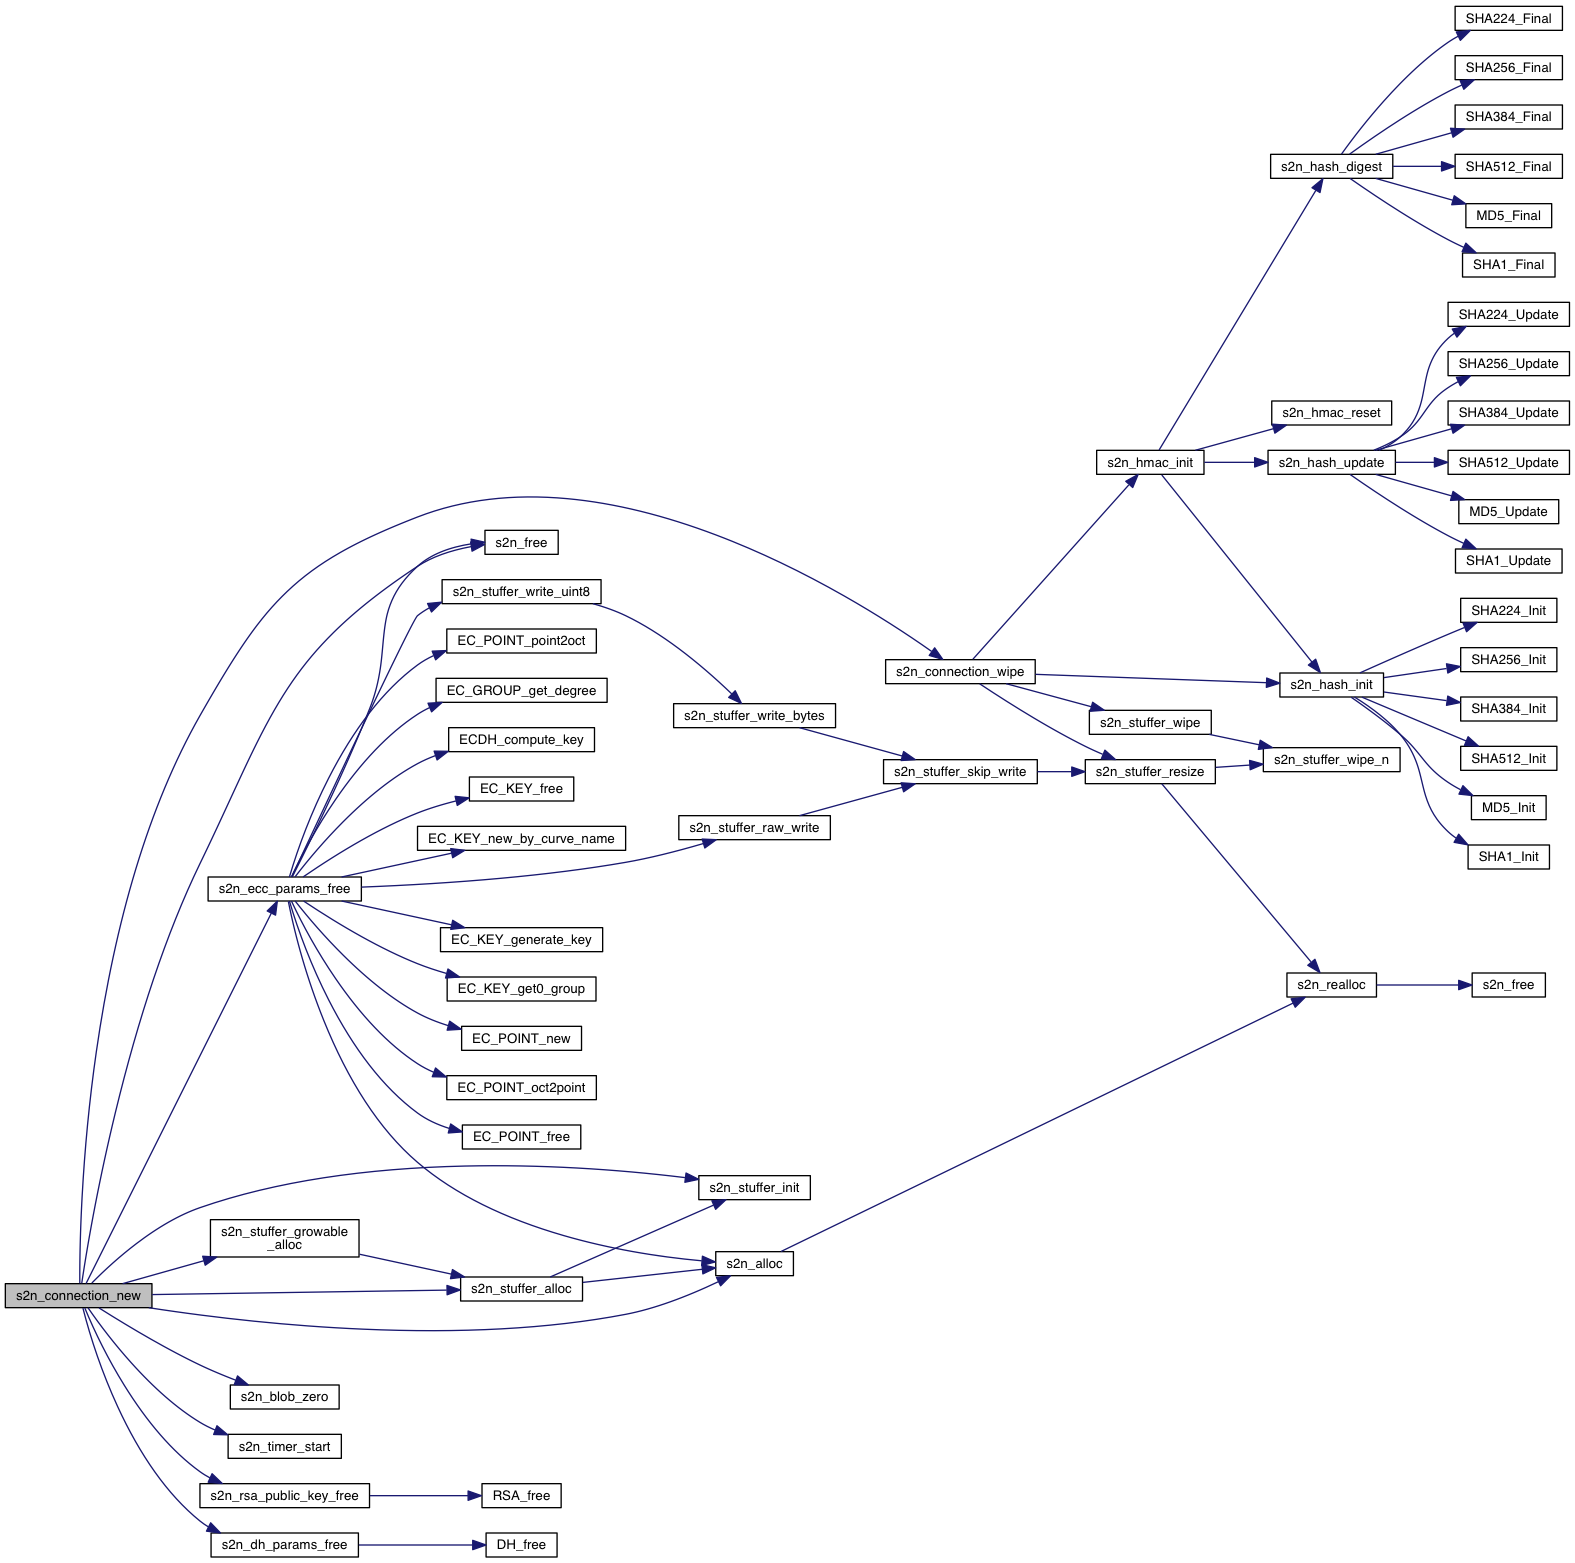 SHA224_Final
SHA256_Final
SHA384_Final
s2n_hash_digest
SHA512_Final
MD5_Final
SHA1_Final
SHA224_Update
SHA256_Update
s2n_hmac_reset
SHA384_Update
s2n_hmac_init
s2n_hash_update
SHA512_Update
MD5_Update
s2n_free
SHA1_Update
s2n_stuffer_write_uint8
SHA224_Init
EC_POINT_point2oct
SHA256_Init
s2n_connection_wipe
s2n_hash_init
EC_GROUP_get_degree
SHA384_Init
s2n_stuffer_write_bytes
s2n_stuffer_wipe
ECDH_compute_key
SHA512_Init
s2n_stuffer_wipe_n
s2n_stuffer_skip_write
s2n_stuffer_resize
EC_KEY_free
MD5_Init
s2n_stuffer_raw_write
EC_KEY_new_by_curve_name
SHA1_Init
s2n_ecc_params_free
EC_KEY_generate_key
EC_KEY_get0_group
s2n_realloc
s2n_free
EC_POINT_new
EC_POINT_oct2point
EC_POINT_free
s2n_stuffer_init
s2n_stuffer_growable
_alloc
s2n_alloc
s2n_stuffer_alloc
s2n_connection_new
s2n_blob_zero
s2n_timer_start
s2n_rsa_public_key_free
RSA_free
s2n_dh_params_free
DH_free